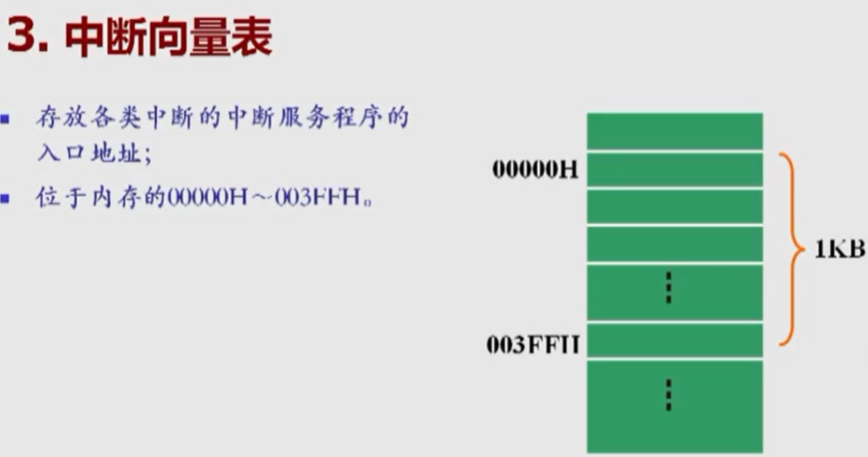 3. 中断向量表
存放各类中断的中断服务程序的
入口地址;
位于内存的00000H～003FFH。
00000H
1KB
003FFH